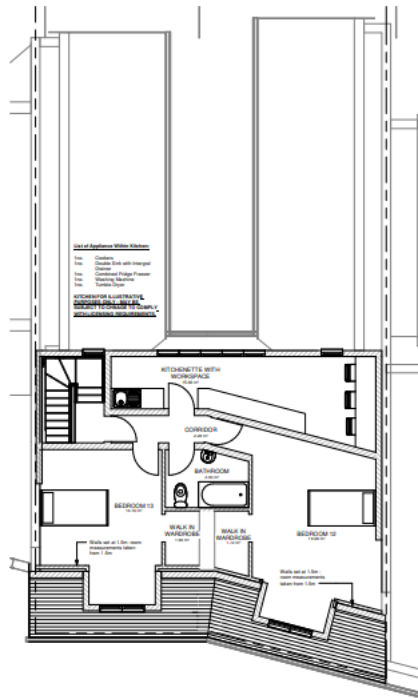 List of Appliance Within Kitchen:
1no. Cookers
1no. Double Sink with Integral
Drainer
1no. Combined Fridge Freezer
1no. Washing Machine
1no. Tumble Dryer
KITCHEN FOR ILLUSTRATIVE
PURPOSES ONLY - MAY BE
SUBJECT TO CHNAGE TO COMPLY
WITH LICENSING REQUIREMENTS.
KITCHENETTE WITH
WORKSPACE
CORRIDOR
BATHROOM
BEDROOM 13
WALK IN
WARDROBE
WALK IN
WARDROBE
BEDROOM 12
Walls set at 1.5m- room
measurements taken
from 1.5m
Walls set at 1.5m -
room measurements
taken from 1.5m